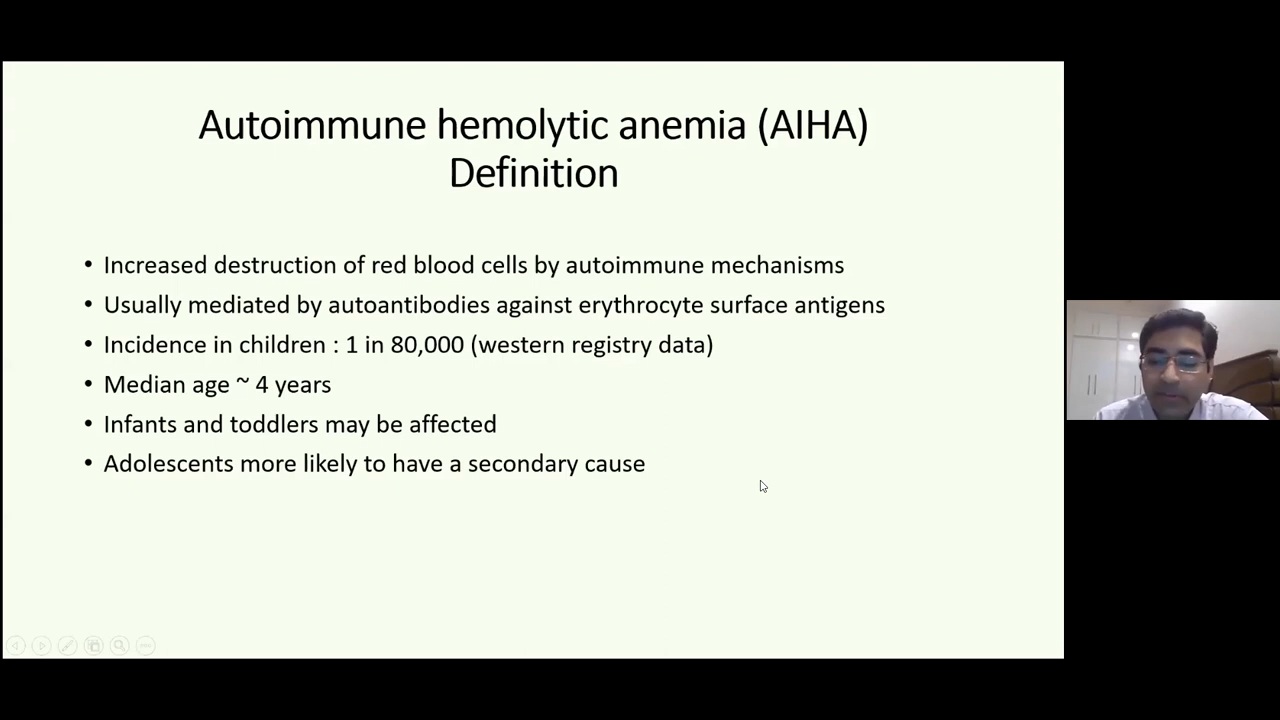 Autoimmune hemolytic anemia (AIHA)
Definition
• Increased destruction of red blood cells by autoimmune mechanisms
• Usually mediated by autoantibodies against erythrocyte surface antigens
• Incidence in children : 1 in 80,000 (western registry data)
• Median age ~ 4 years
• Infants and toddlers may be affected
• Adolescents more likely to have a secondary cause